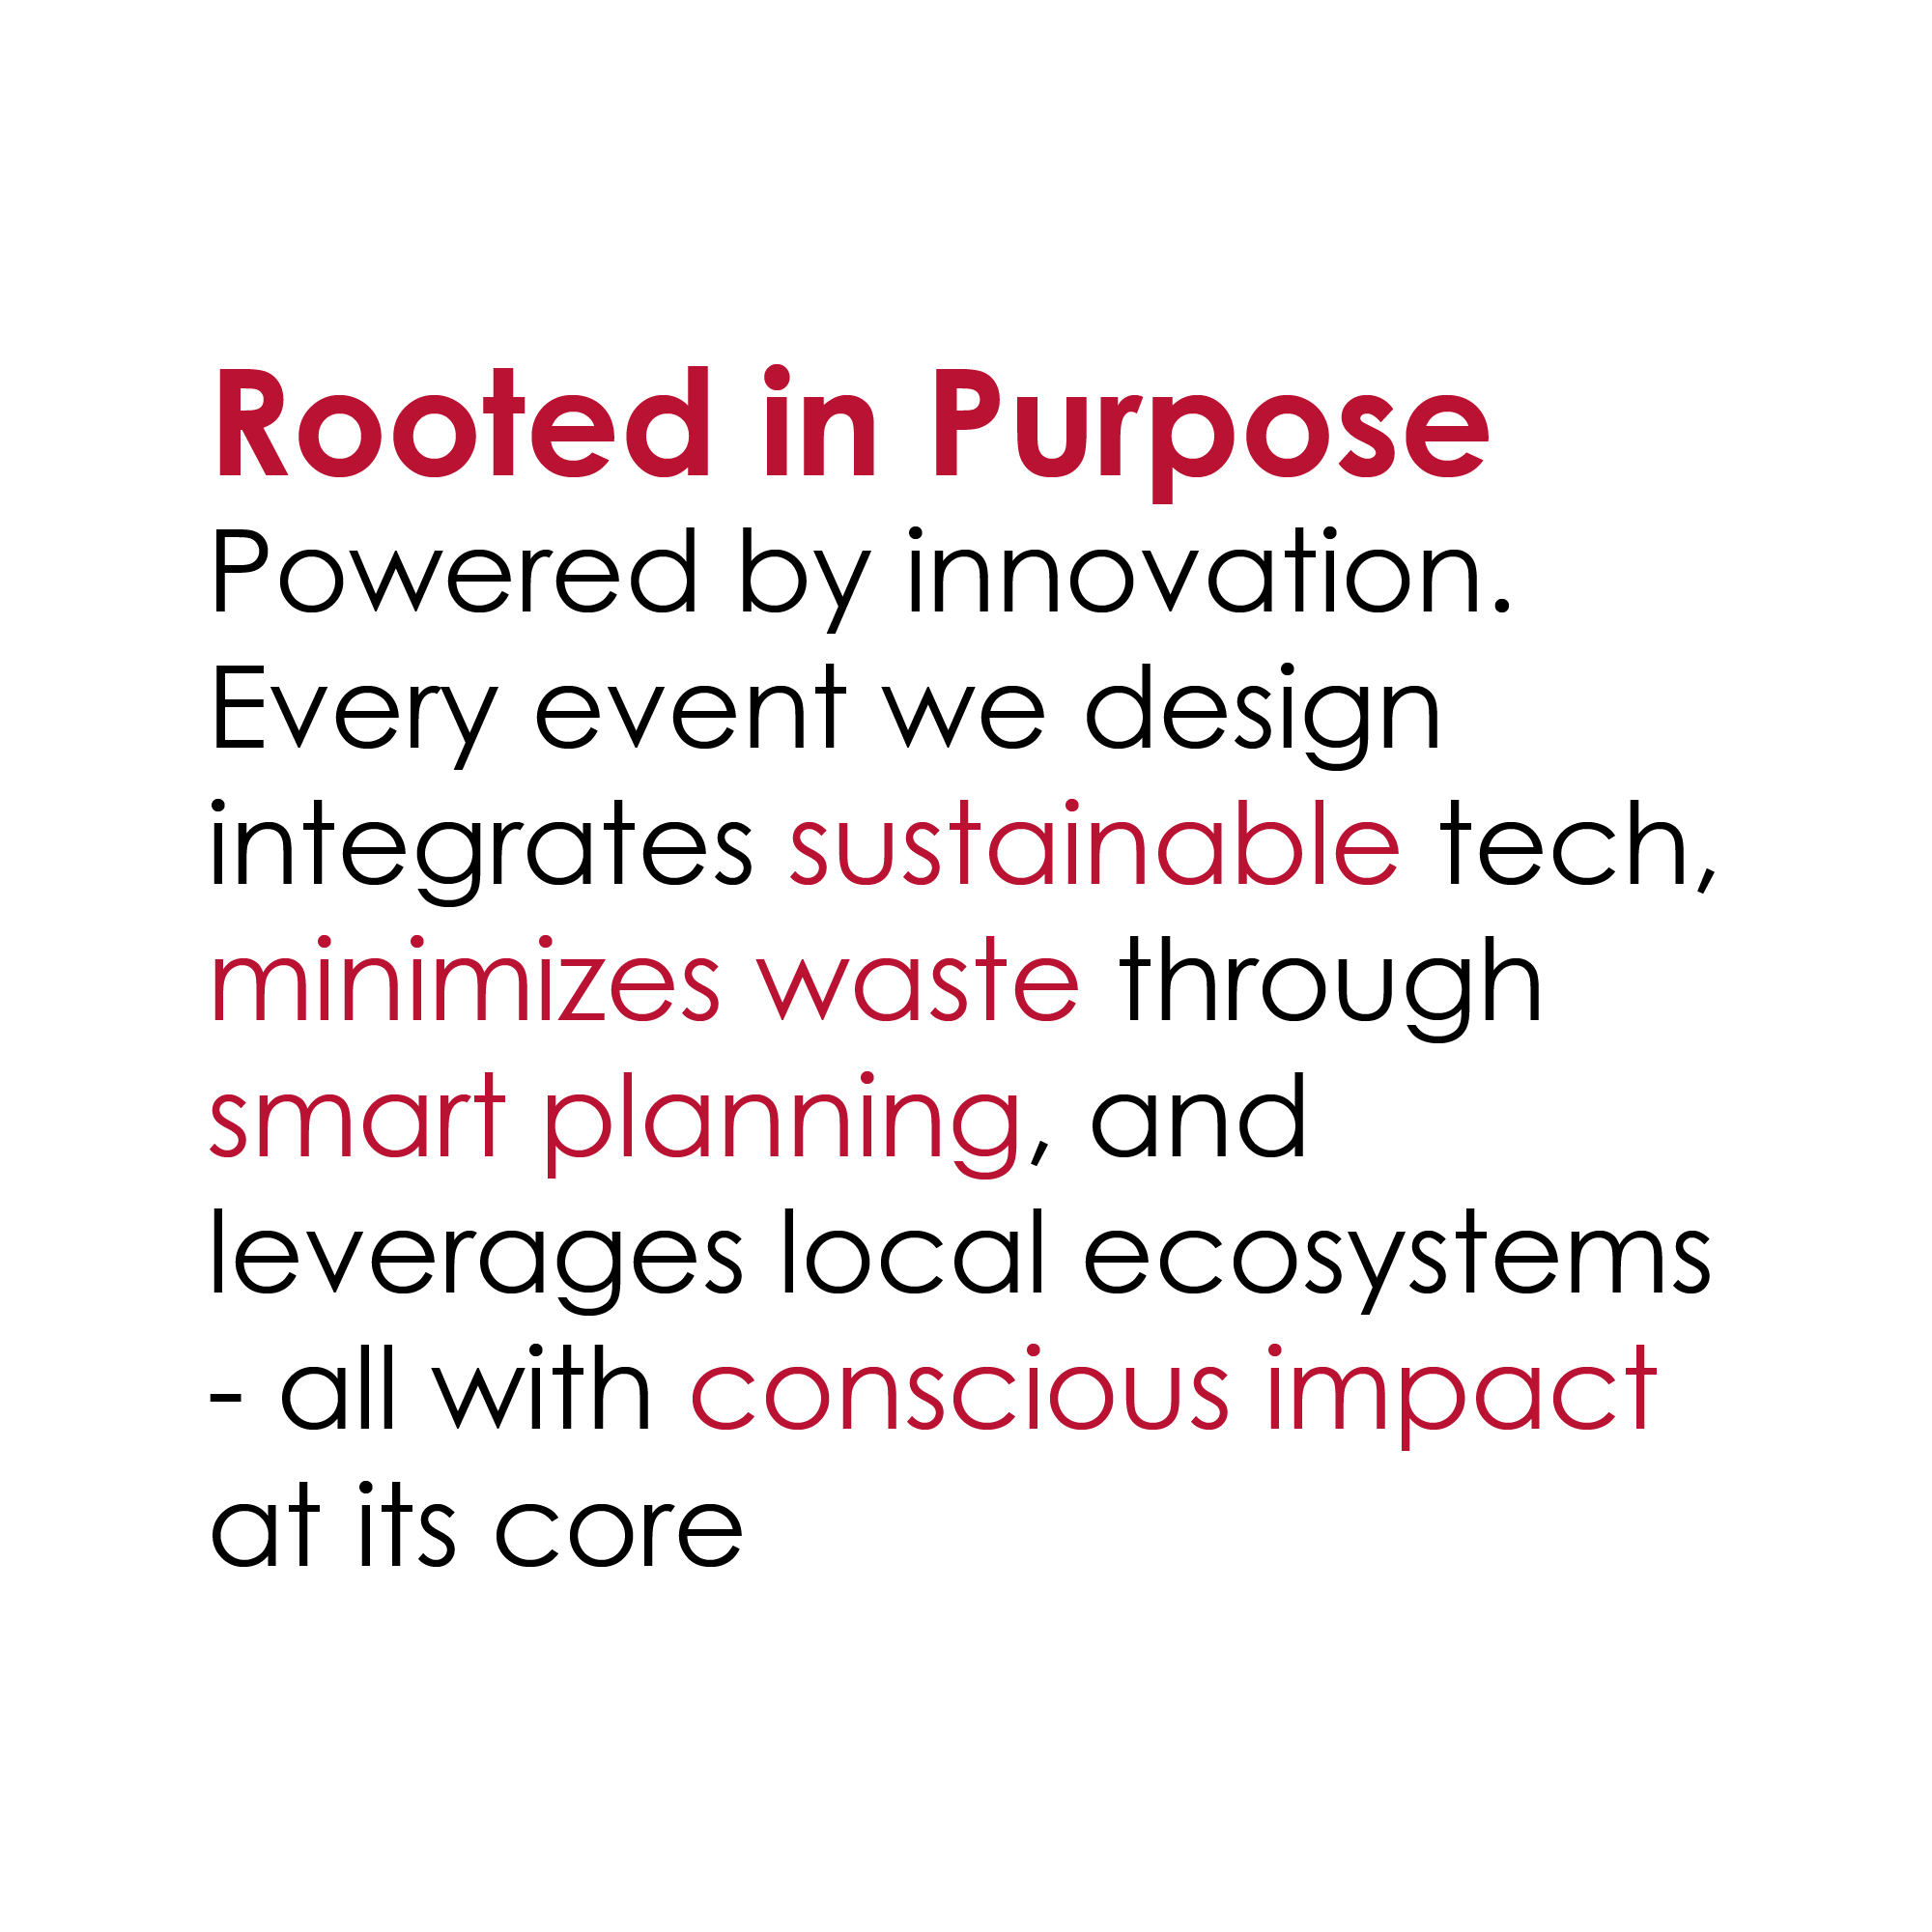 Rooted in Purpose
Powered by innovation.
Every event we design
integrates sustainable tech,
minimizes waste through
smart planning, and
leverages local ecosystems
- all with conscious impact
at its core